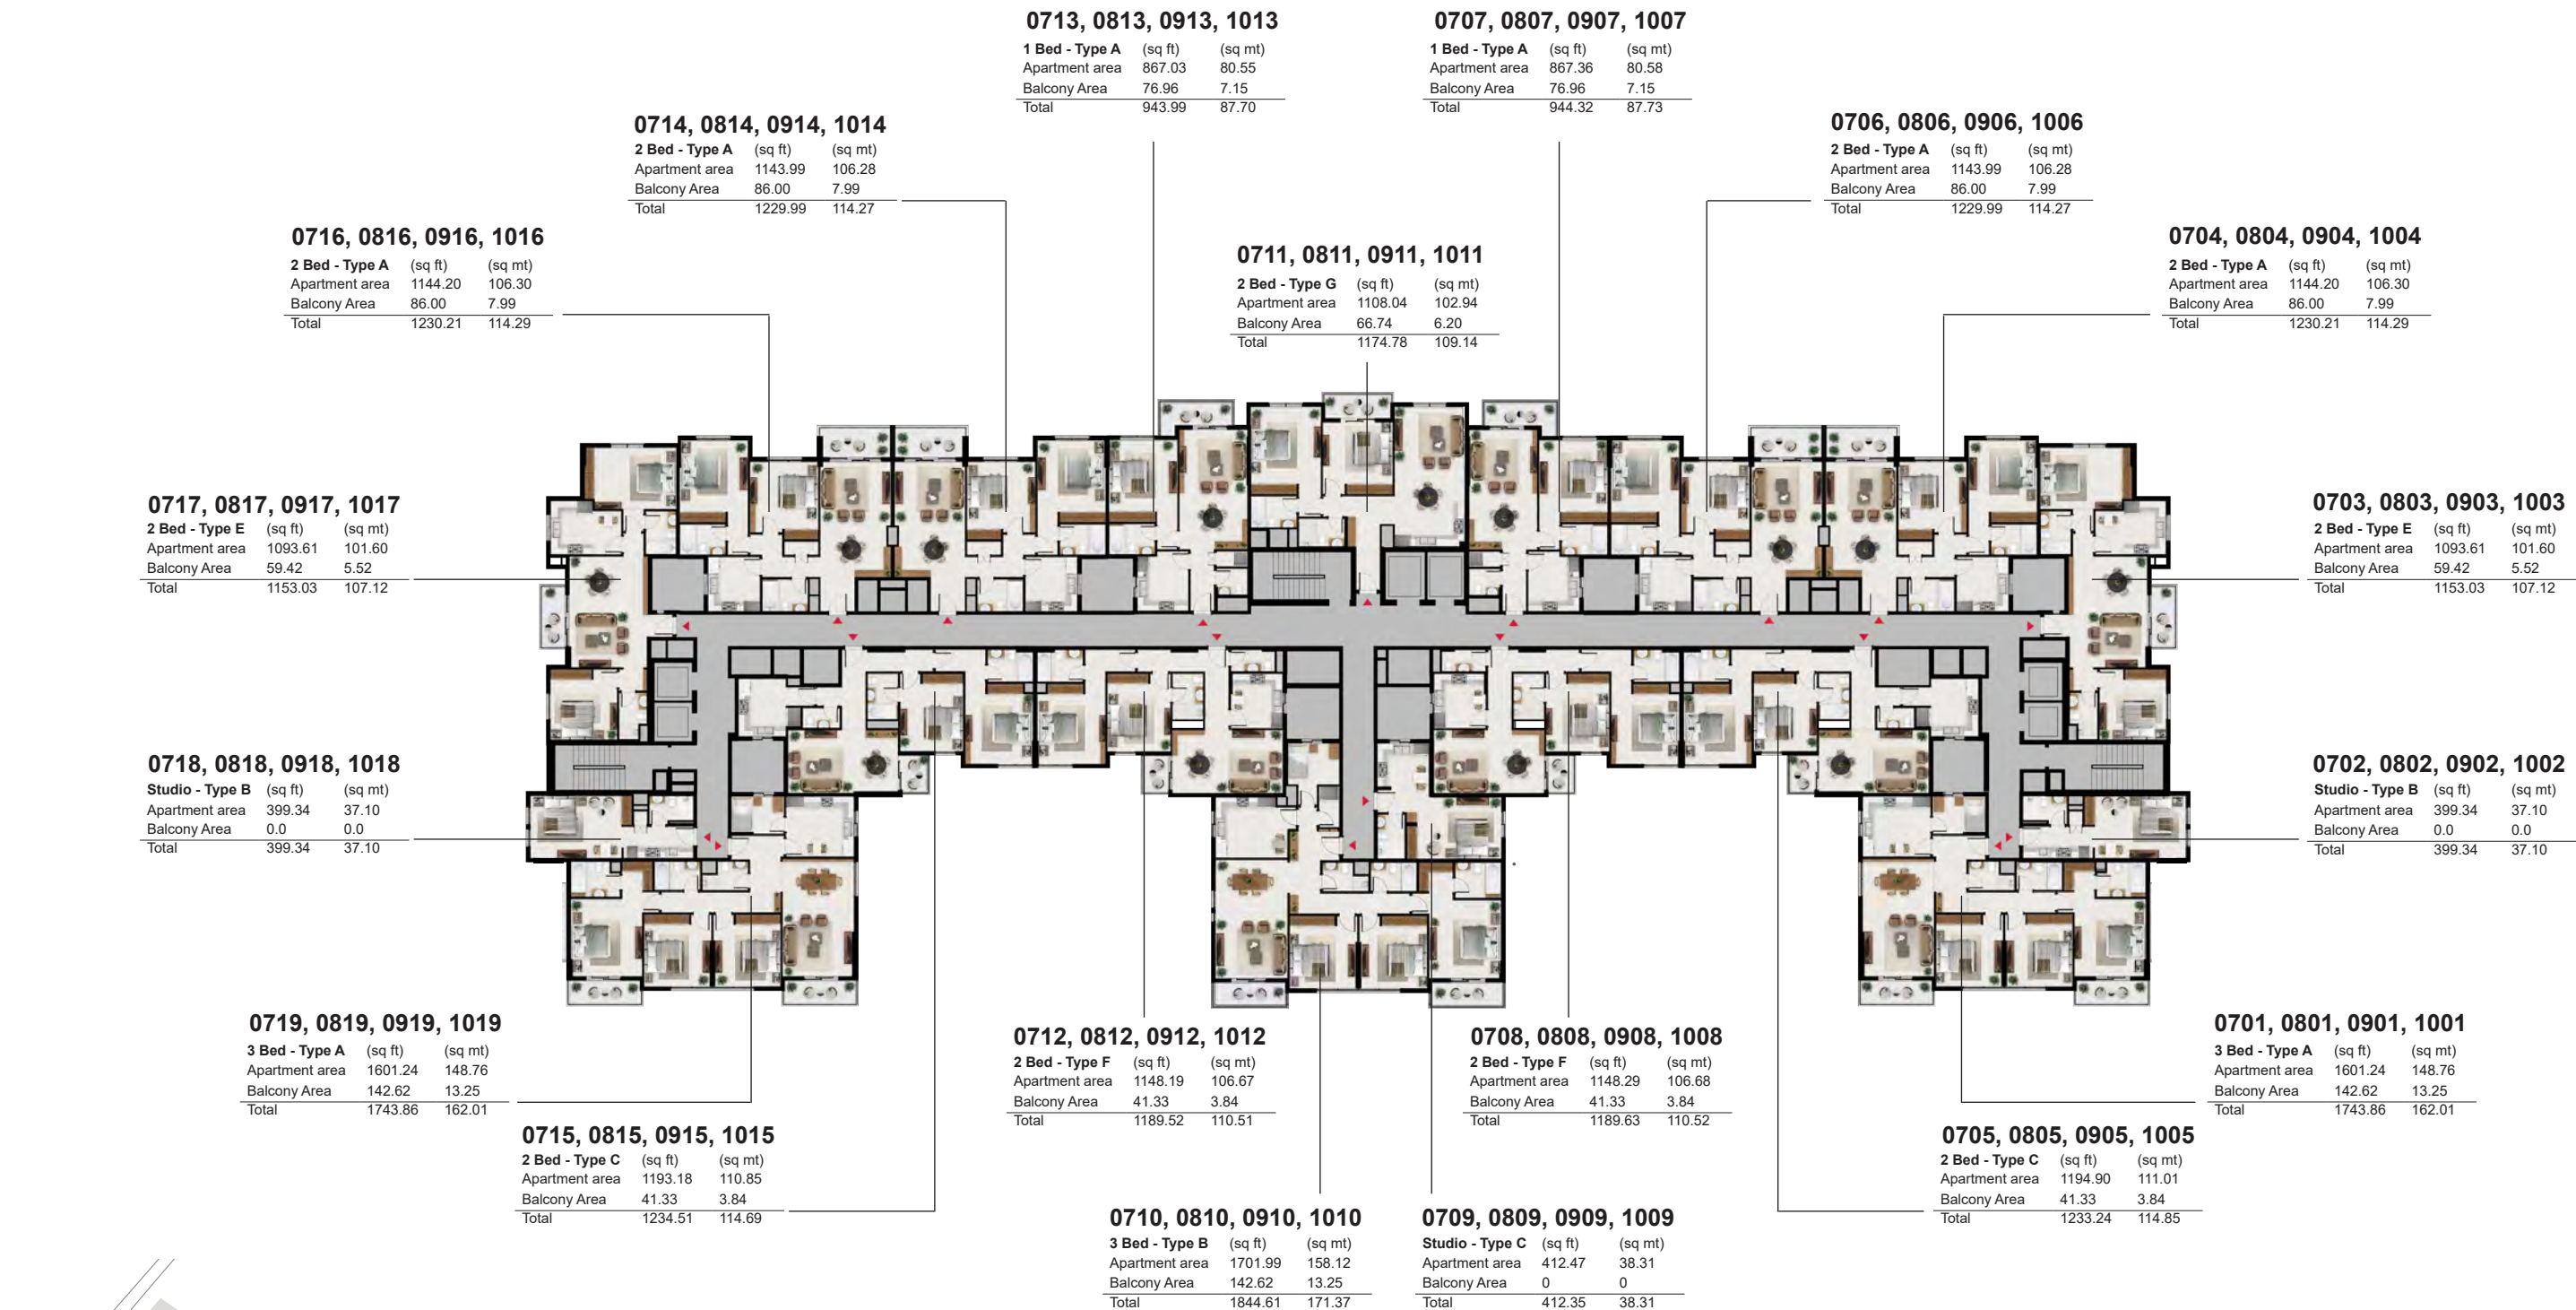 0713, 0813, 0913, 1013
1 Bed - Type A (sq ft) (sq mt)
Apartment area 867.03 80.55
Balcony Area 76.96 7.15
Total 943.99 87.70
0707, 0807, 0907, 1007
1 Bed - Type A (sq ft) (sq mt)
Apartment area 867.36 80.58
Balcony Area 76.96 7.15
Total 944.32 87.73
0714, 0814, 0914, 1014
2 Bed - Type A (sq ft) (sq mt)
Apartment area 1143.99 106.28
Balcony Area 86.00 7.99
Total 1229.99 114.27
0706, 0806, 0906, 1006
2 Bed - Type A (sq ft) (sq mt)
Apartment area 1143.99 106.28
Balcony Area 86.00 7.99
Total 1229.99 114.27
0716, 0816, 0916, 1016
2 Bed - Type A (sq ft) (sq mt)
Apartment area 1144.20 106.30
Balcony Area 86.00 7.99
Total 1230.21 114.29
0711, 0811, 0911, 1011
2 Bed - Type G (sq ft) (sq mt)
Apartment area 1108.04 102.94
Balcony Area 66.74 6.20
Total 1174.78 109.14
0704, 0804, 0904, 1004
2 Bed - Type A (sq ft) (sq mt)
Apartment area 1144.20 106.30
Balcony Area 86.00 7.99
Total 1230.21 114.29
0717, 0817, 0917, 1017
2 Bed - Type E (sq ft) (sq mt)
Apartment area 1093.61 101.60
Balcony Area 59.42 5.52
Total 1153.03 107.12
0703, 0803, 0903, 1003
2 Bed - Type E (sq ft) (sq mt)
Apartment area 1093.61 101.60
Balcony Area 59.42 5.52
Total 1153.03 107.12
0718, 0818, 0918, 1018
Studio - Type B (sq ft) (sq mt)
Apartment area 399.34 37.10
Balcony Area 0.0 0.0
Total 399.34 37.10
0702, 0802, 0902, 1002
Studio - Type B (sq ft) (sq mt)
Apartment area 399.34 37.10
Balcony Area 0.0 0.0
Total 399.34 37.10
0719, 0819, 0919, 1019
3 Bed - Type A (sq ft) (sq mt)
Apartment area 1601.24 148.76
Balcony Area 142.62 13.25
Total 1743.86 162.01
0712, 0812, 0912, 1012
2 Bed - Type F (sq ft) (sq mt)
Apartment area 1148.19 106.67
Balcony Area 41.33 3.84
Total 1189.52 110.51
0708, 0808, 0908, 1008
2 Bed - Type F (sq ft) (sq mt)
Apartment area 1148.29 106.68
Balcony Area 41.33 3.84
Total 1189.63 110.52
0701, 0801, 0901, 1001
3 Bed - Type A (sq ft) (sq mt)
Apartment area 1601.24 148.76
Balcony Area 142.62 13.25
Total 1743.86 162.01
0715, 0815, 0915, 1015
2 Bed - Type C (sq ft) (sq mt)
Apartment area 1193.18 110.85
Balcony Area 41.33 3.84
Total 1234.51 114.69
0705, 0805, 0905, 1005
2 Bed - Type C (sq ft) (sq mt)
Apartment area 1194.90 111.01
Balcony Area 41.33 3.84
Total 1233.24 114.85
0710, 0810, 0910, 1010
3 Bed - Type B (sq ft) (sq mt)
Apartment area 1701.99 158.12
Balcony Area 142.62 13.25
Total 1844.61 171.37
0709, 0809, 0909, 1009
Studio - Type C (sq ft) (sq mt)
Apartment area 412.47 38.31
Balcony Area 0 0
Total 412.35 38.31